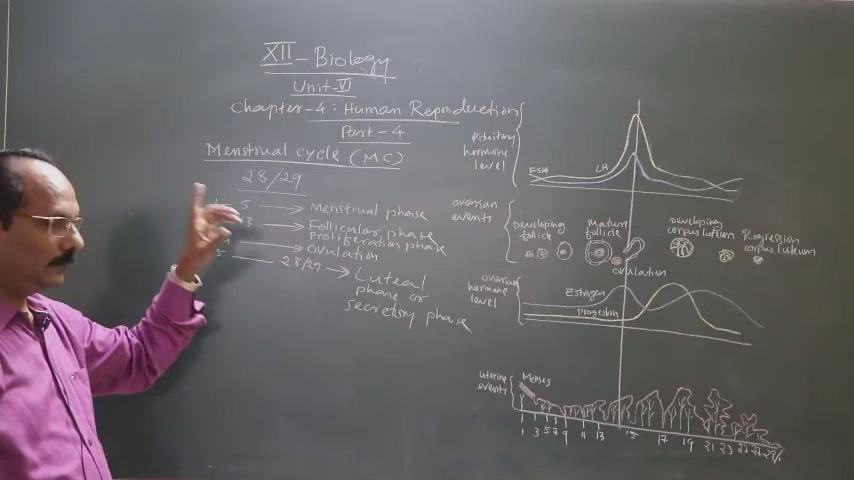 XII - Biology
Unit-VI
Chapter-4: Human Reproduction
Part-4
Menstrual cycle (MC)
28/29
5 → Menstrual phase
13 → Follicular phase
Proliferation phase
→ Ovulation
28/29 → Luteal
phase or
secretory phase
Pituitary
hormone
level
FSH
LH
ovarian
events
Developing
follicle
mature
follicle
ovulation
Developing
corpus luteum
Regression
corpus luteum
ovarian
hormone
level
Estrogen
uterine
events
Menses
1 3 5 7 9 11 13 15 17 19 21 23